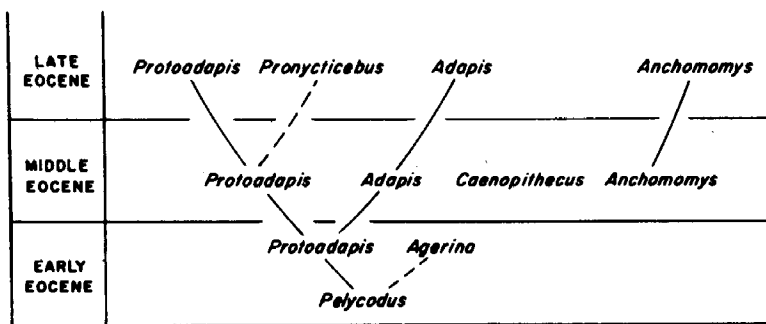 LATE EOCENE
Protoadapis Pronycticebus Adapis Anchomomys
MIDDLE EOCENE
Protoadapis Adapis Caenopithecus Anchomomys
EARLY EOCENE
Protoadapis Agerina
Pelycodus